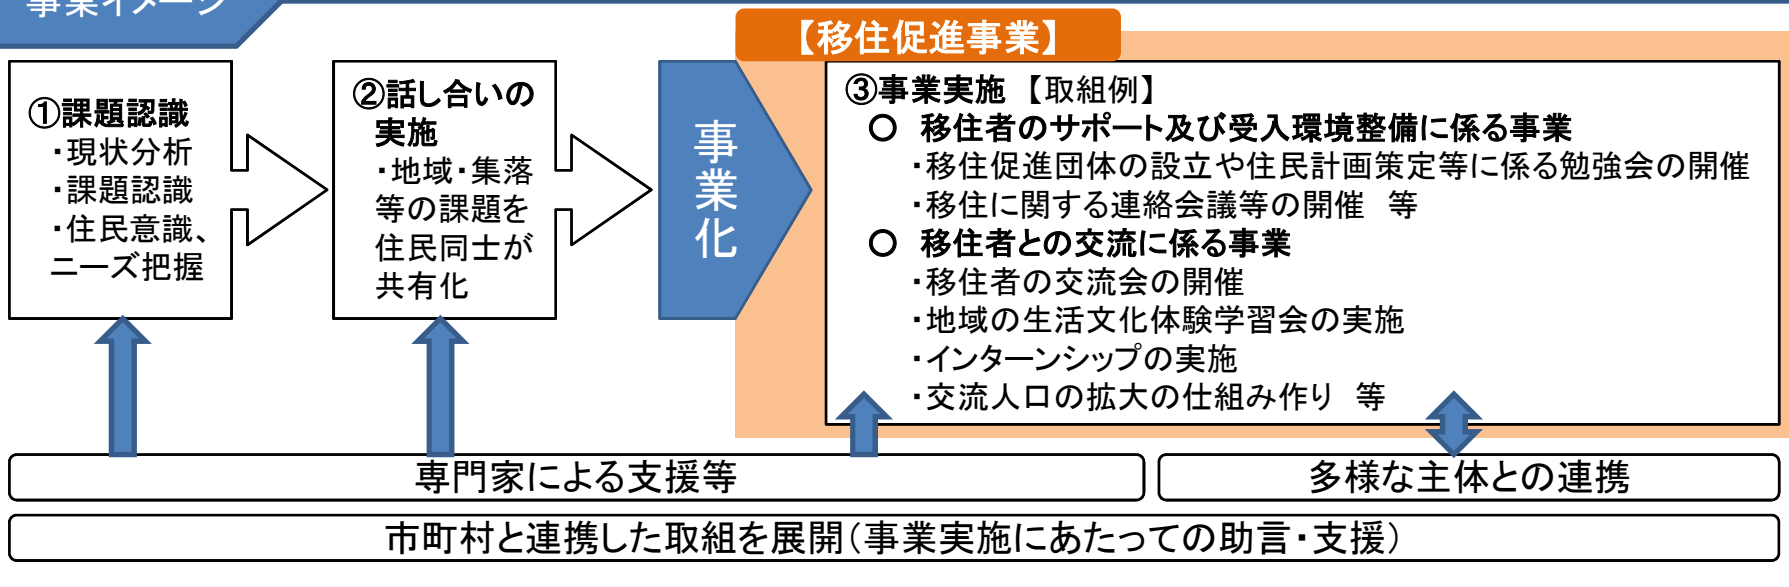 事業イメージ
【移住促進事業】
①課題認識
・現状分析
・課題認識
・住民意識、
ニーズ把握
②話し合いの
実施
・地域・集落
等の課題を
住民同士が
共有化
事業化
③事業実施 【取組例】
○ 移住者のサポート及び受入環境整備に係る事業
・移住促進団体の設立や住民計画策定等に係る勉強会の開催
・移住に関する連絡会議等の開催 等
○ 移住者との交流に係る事業
・移住者の交流会の開催
・地域の生活文化体験学習会の実施
・インターンシップの実施
・交流人口の拡大の仕組み作り 等
専門家による支援等
多様な主体との連携
市町村と連携した取組を展開(事業実施にあたっての助言・支援)